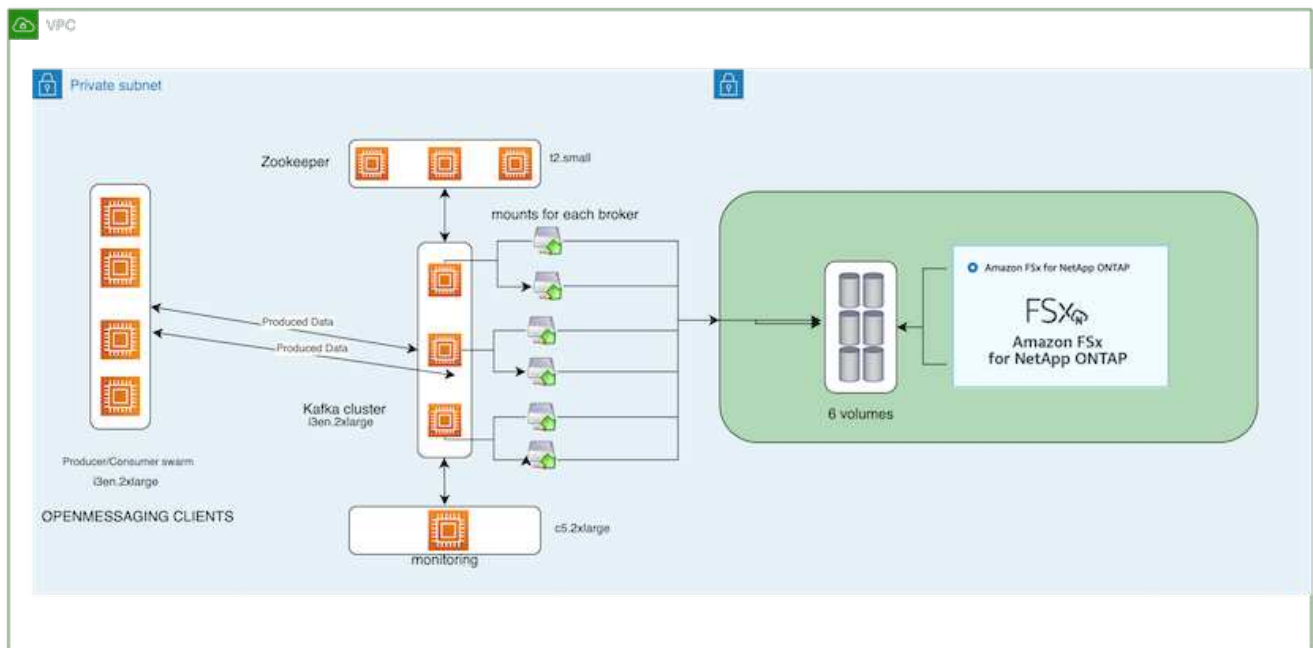 VPC
Private subnet
Zookeeper
t2.small
mounts for each broker
Produced Data
Produced Data
Kafka cluster
i3en.2xlarge
Producer/Consumer swarm
i3en.2xlarge
OPENMESSAGING CLIENTS
c5.2xlarge
monitoring
6 volumes
Amazon FSx for NetApp ONTAP
FSx
N
Amazon FSx
for NetApp ONTAP